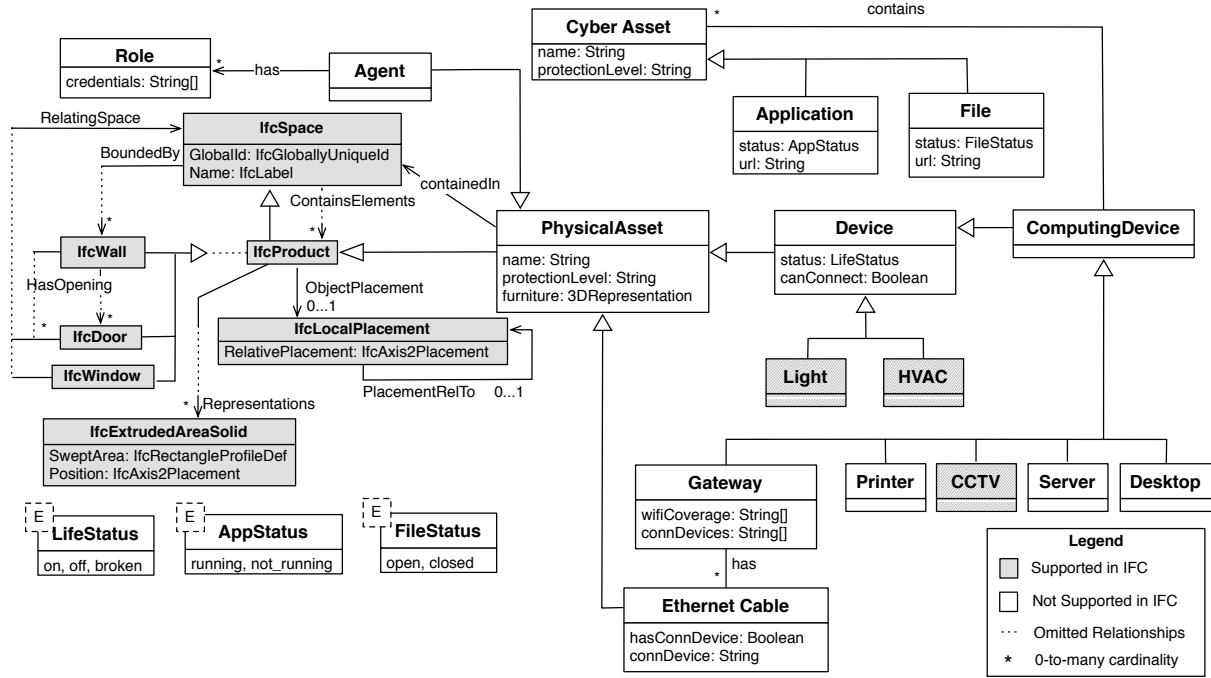 Role
credentials: String[]
*
has
Agent
Cyber Asset
name: String
protectionLevel: String
*
contains
Application
status: AppStatus
url: String
File
status: FileStatus
url: String
RelatingSpace
BoundedBy
IfcSpace
GlobalId: IfcGloballyUniqueId
Name: IfcLabel
containedIn
ContainsElements
*
*
IfcWall
IfcProduct
HasOpening
*
*
IfcDoor
IfcWindow
ObjectPlacement
0...1
IfcLocalPlacement
RelativePlacement: IfcAxis2Placement
PlacementRelTo
0...1
* Representations
IfcExtrudedAreaSolid
SweptArea: IfcRectangleProfileDef
Position: IfcAxis2Placement
PhysicalAsset
name: String
protectionLevel: String
furniture: 3DRepresentation
Device
status: LifeStatus
canConnect: Boolean
ComputingDevice
Light
HVAC
Gateway
wifiCoverage: String[]
connDevices: String[]
Printer
CCTV
Server
Desktop
has
*
Ethernet Cable
hasConnDevice: Boolean
connDevice: String
E
LifeStatus
on, off, broken
E
AppStatus
running, not_running
E
FileStatus
open, closed
Legend
Supported in IFC
Not Supported in IFC
Omitted Relationships
* 0-to-many cardinality